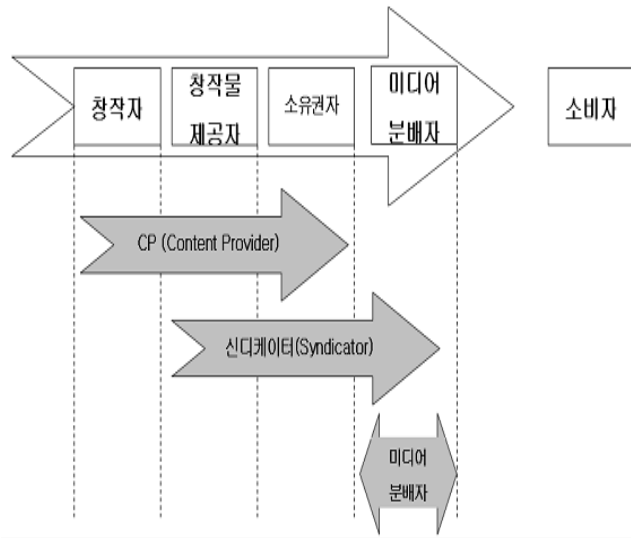 창작자
창작물
제공자
소유권자
미디어
분배자
소비자
CP (Content Provider)
신디케이터(Syndicator)
미디어
분배자